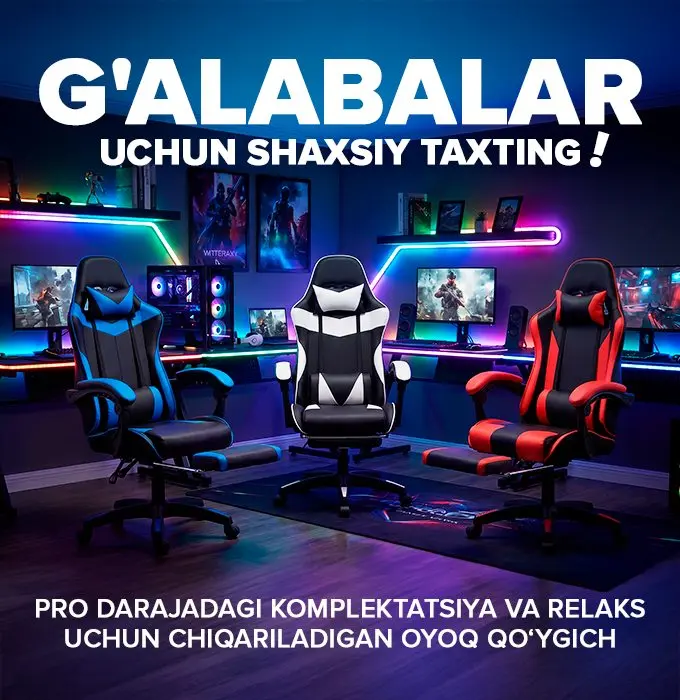 G'ALABALAR
UCHUN SHAXSIY TAXTING!
PRO DARAJADAGI KOMPLEKTATSIYA VA RELAKS
UCHUN CHIQARILADIGAN OYOQ QO‘YGICH